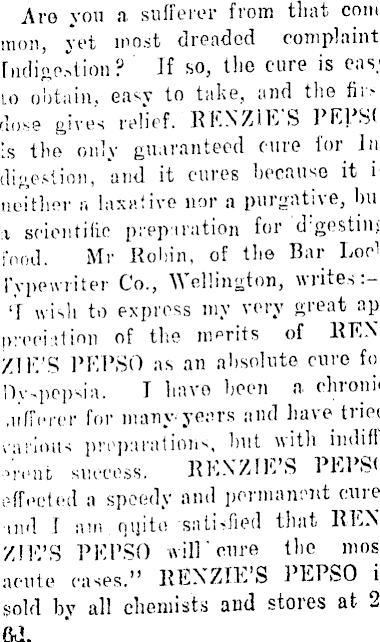 Are you a sufferer from that com
mon, yet most dreaded complaint
Indigestion? If so, the cure is easy
to obtain, easy to take, and the firs
dose gives relief. RENZIE'S PEPSO
is the only guaranteed cure for In
digestion, and it cures because it i
neither a laxative nor a purative, bu
a scientific preparation for d'gesting
food. Mr Robin, of the Bar Loc
Typewriter Co., Wellington, writes:–
'I wish to express my very great ap
preciation of the merits of REN
ZIE'S PEPSO as an absolute cure fo
Dyspepsia. I have been a chronic
sufferer for many years and have tried
various preparations, but with indiff
erent success. RENZIE'S PEPSO
effected a speedy and permanent cure
and I am quite satisfied that REN
ZIE'S PEPSO will cure the mos
acute cases." RENZIE'S PEPSO i
sold by all chemists and stores at 2
6d.